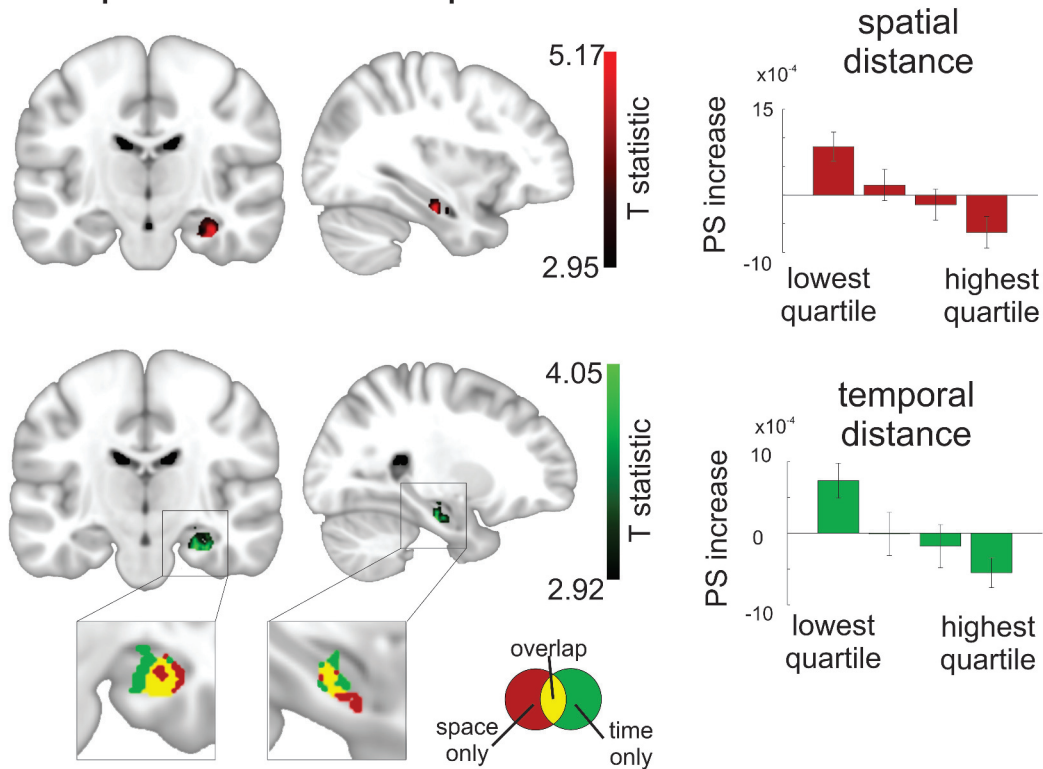 5.17
T statistic
2.95
spatial
distance
x10⁻⁴
15
PS increase
-10
lowest
quartile
highest
quartile
4.05
T statistic
2.92
temporal
distance
x10⁻⁴
10
0
PS increase
-10
lowest
quartile
highest
quartile
overlap
space
only
time
only